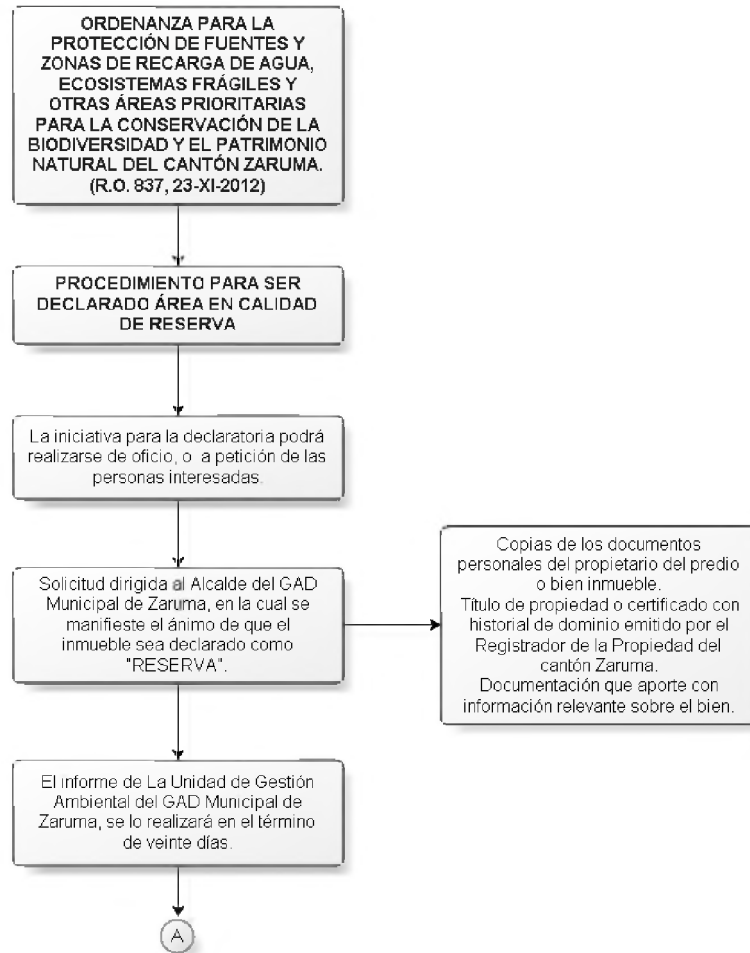 ORDENANZA PARA LA
PROTECCIÓN DE FUENTES Y
ZONAS DE RECARGA DE AGUA,
ECOSISTEMAS FRÁGILES Y
OTRAS ÁREAS PRIORITARIAS
PARA LA CONSERVACIÓN DE LA
BIODIVERSIDAD Y EL PATRIMONIO
NATURAL DEL CANTÓN ZARUMA.
(R.O. 837, 23-XI-2012)
PROCEDIMIENTO PARA SER
DECLARADO ÁREA EN CALIDAD
DE RESERVA
La iniciativa para la declaratoria podrá
realizarse de oficio, o a petición de las
personas interesadas.
Solicitud dirigida al Alcalde del GAD
Municipal de Zaruma, en la cual se
manifieste el ánimo de que el
inmueble sea declarado como
"RESERVA".
Copias de los documentos
personales del propietario del predio
o bien inmueble.
Título de propiedad o certificado con
historial de dominio emitido por el
Registrador de la Propiedad del
cantón Zaruma.
Documentación que aporte con
información relevante sobre el bien.
El informe de La Unidad de Gestión
Ambiental del GAD Municipal de
Zaruma, se lo realizará en el término
de veinte días.
A